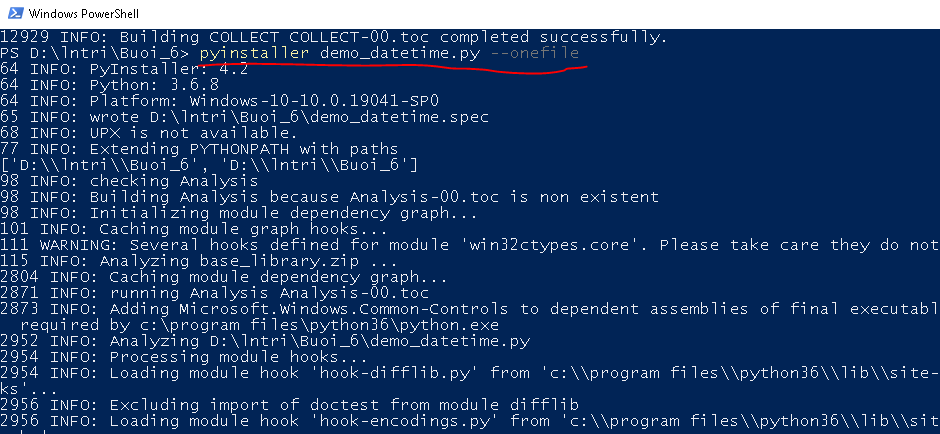 Windows PowerShell
12929 INFO: Building COLLECT COLLECT-00.toc completed successfully.
PS D:\lntri\Buoi_6> pyinstaller demo_datetime.py --onefile
64 INFO: PyInstaller: 4.2
64 INFO: Python: 3.6.8
64 INFO: Platform: Windows-10-10.0.19041-SP0
65 INFO: wrote D:\lntri\Buoi_6\demo_datetime.spec
68 INFO: UPX is not available.
77 INFO: Extending PYTHONPATH with paths
['D:\\lntri\\Buoi_6', 'D:\\lntri\\Buoi_6']
98 INFO: checking Analysis
98 INFO: Building Analysis because Analysis-00.toc is non existent
98 INFO: Initializing module dependency graph...
101 INFO: Caching module graph hooks...
111 WARNING: Several hooks defined for module 'win32ctypes.core'. Please take care they do not
115 INFO: Analyzing base_library.zip ...
2804 INFO: Caching module dependency graph...
2871 INFO: running Analysis Analysis-00.toc
2873 INFO: Adding Microsoft.Windows.Common-Controls to dependent assemblies of final executabl
required by c:\program files\python36\python.exe
2952 INFO: Analyzing D:\lntri\Buoi_6\demo_datetime.py
2954 INFO: Processing module hooks...
2954 INFO: Loading module hook 'hook-difflib.py' from 'c:\\program files\\python36\\lib\\site-
ks'...
2956 INFO: Excluding import of doctest from module difflib
2956 INFO: Loading module hook 'hook-encodings.py' from 'c:\\program files\\python36\\lib\\sit